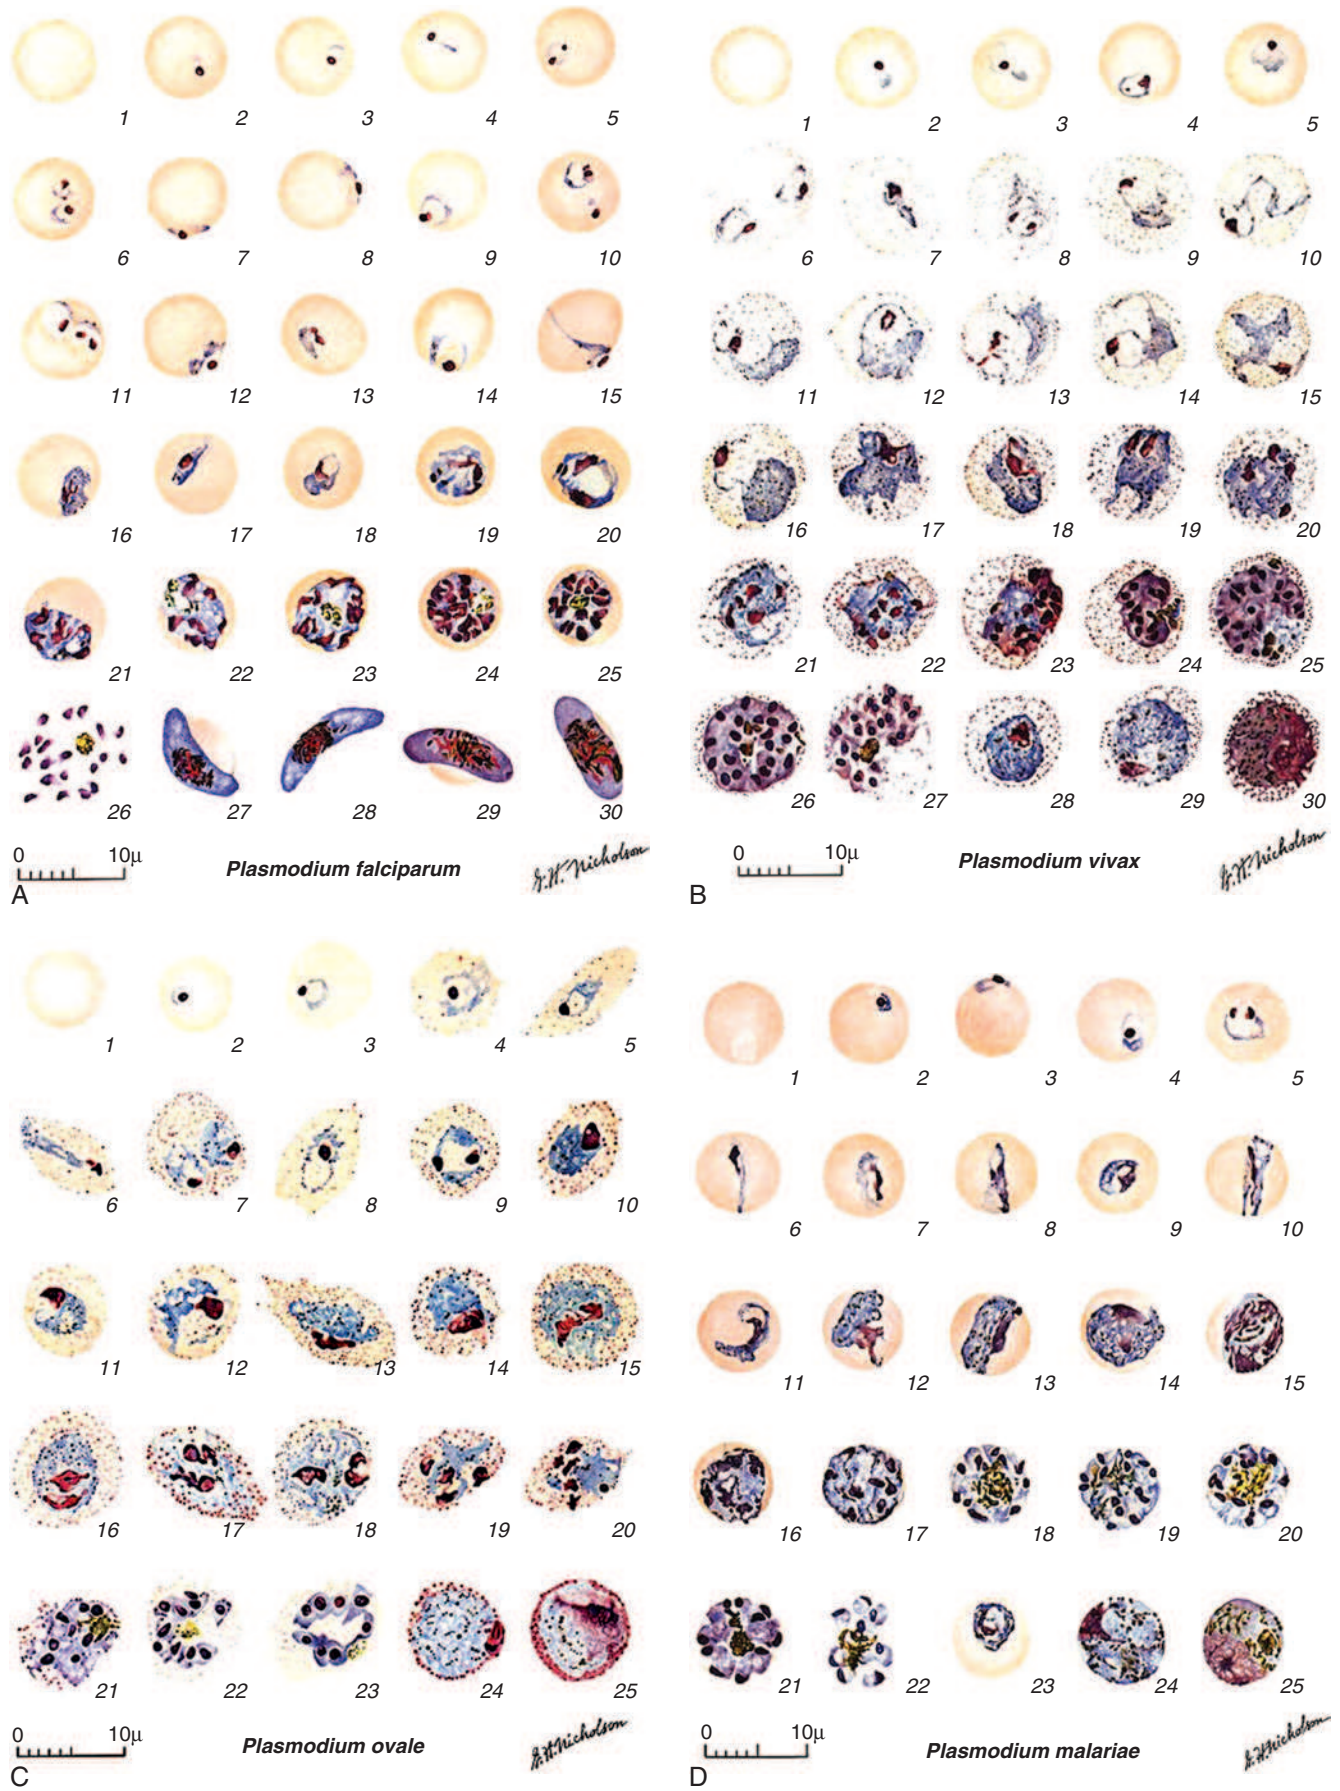 1 2 3 4 5
6 7 8 9 10
11 12 13 14 15
16 17 18 19 20
21 22 23 24 25
26 27 28 29 30
0 10µ
Plasmodium falciparum
G.H. Nicholson
A
1 2 3 4 5
6 7 8 9 10
11 12 13 14 15
16 17 18 19 20
21 22 23 24 25
26 27 28 29 30
0 10µ
Plasmodium vivax
G.H. Nicholson
B
1 2 3 4 5
6 7 8 9 10
11 12 13 14 15
16 17 18 19 20
21 22 23 24 25
0 10µ
Plasmodium ovale
G.H. Nicholson
C
1 2 3 4 5
6 7 8 9 10
11 12 13 14 15
16 17 18 19 20
21 22 23 24 25
0 10µ
Plasmodium malariae
G.H. Nicholson
D